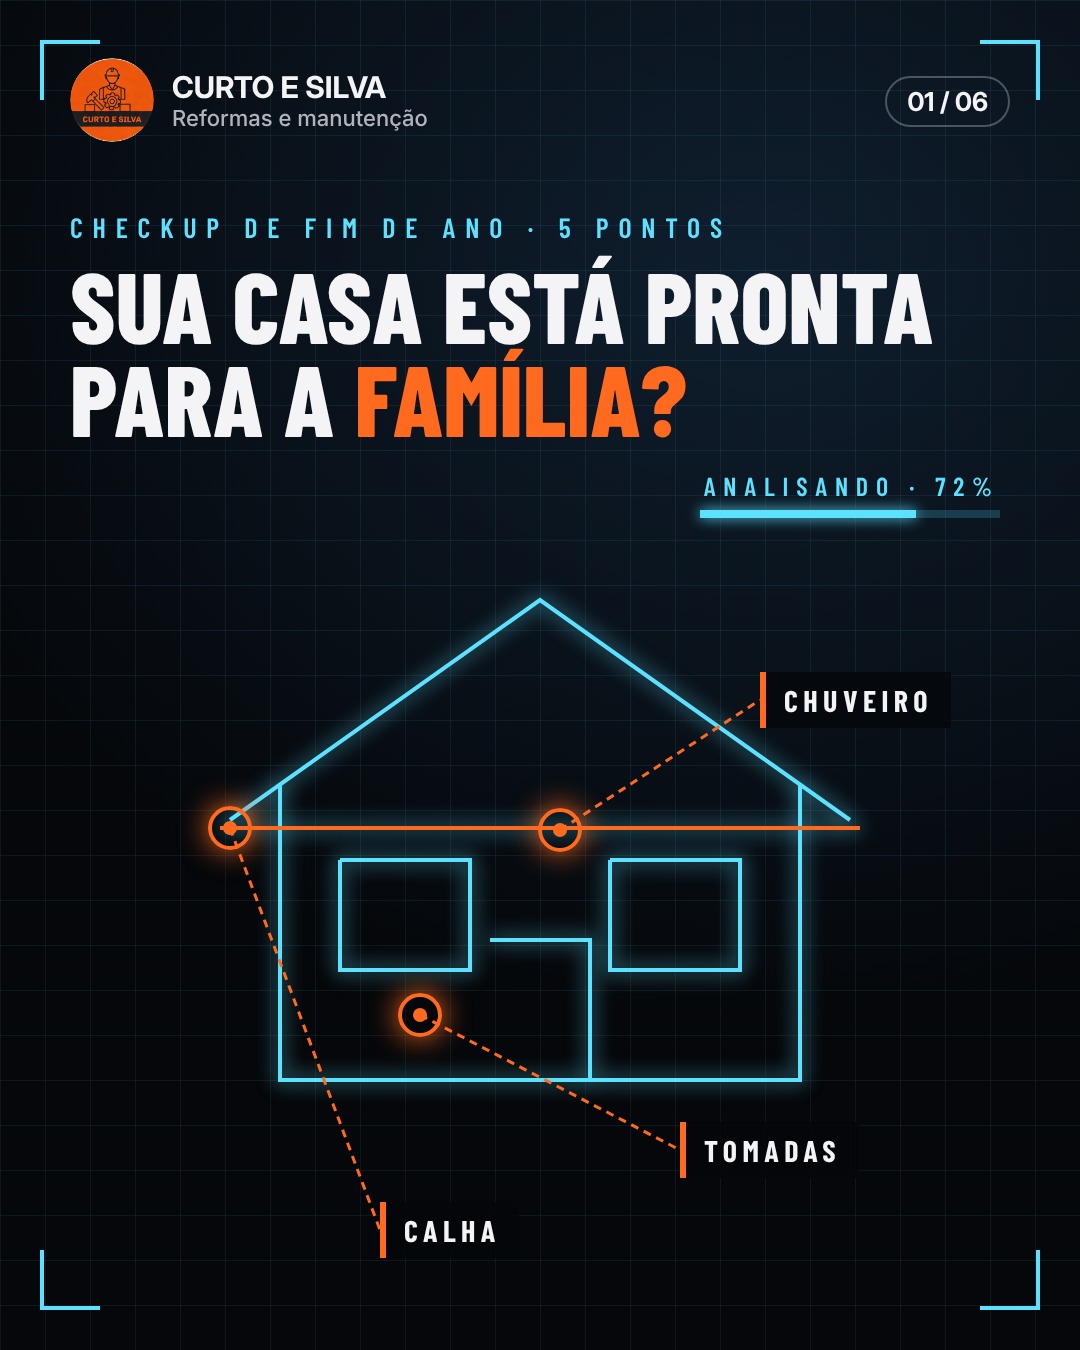 CURTO E SILVA
CURTO E SILVA
Reformas e manutenção
01 / 06
CHECKUP DE FIM DE ANO · 5 PONTOS
SUA CASA ESTÁ PRONTA
PARA A FAMÍLIA?
ANALISANDO · 72%
CHUVEIRO
TOMADAS
CALHA